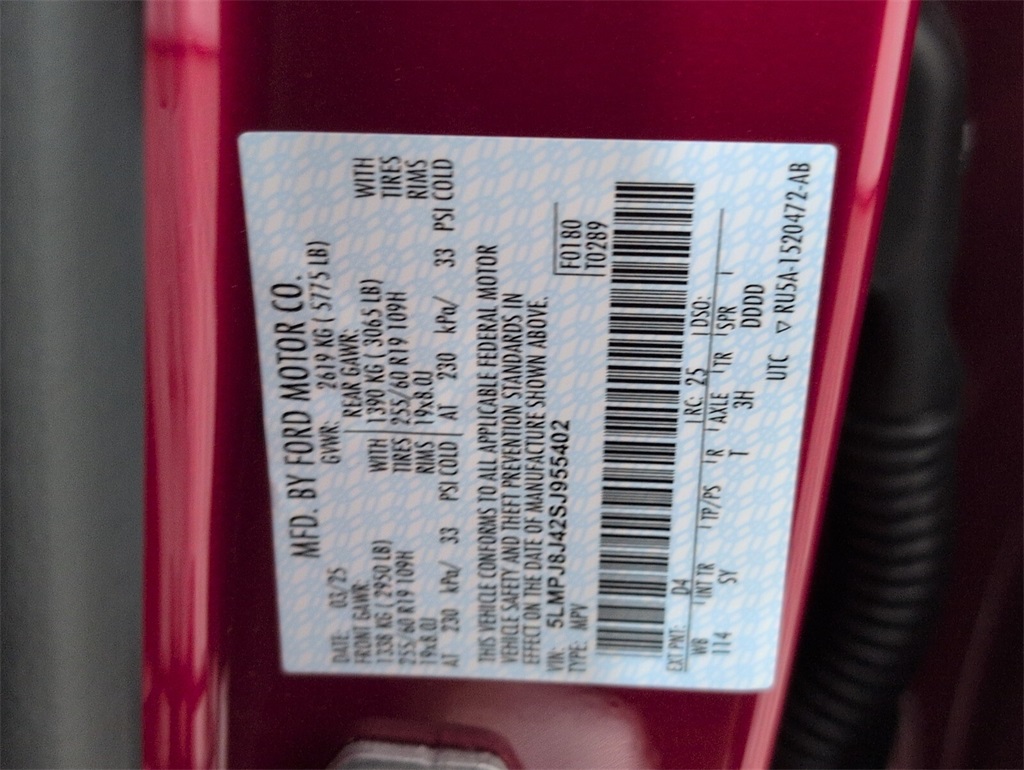 MFD. BY FORD MOTOR CO.
DATE: 03/25 GVWR: 2619 KG ( 5775 LB)
FRONT GAWR: REAR GAWR:
1338 KG ( 2950 LB) WITH 1390 KG ( 3065 LB) WITH
255/60 R19 109H TIRES 255/60 R19 109H TIRES
19x8.0J RIMS 19x8.0J RIMS
AT 230 kPa/ 33 PSI COLD AT 230 kPa/ 33 PSI COLD
THIS VEHICLE CONFORMS TO ALL APPLICABLE FEDERAL MOTOR
VEHICLE SAFETY AND THEFT PREVENTION STANDARDS IN
EFFECT ON THE DATE OF MANUFACTURE SHOWN ABOVE.
VIN: 5LMPJ8J42SJ955402 F0180
TYPE: MPV T0289
EXT PNT: D4 RC: 25 DSO:
WB INT TR TP/PS R AXLE TR SPR
114 SY T 3H DDDD
UTC ▽ RU5A-1520472-AB